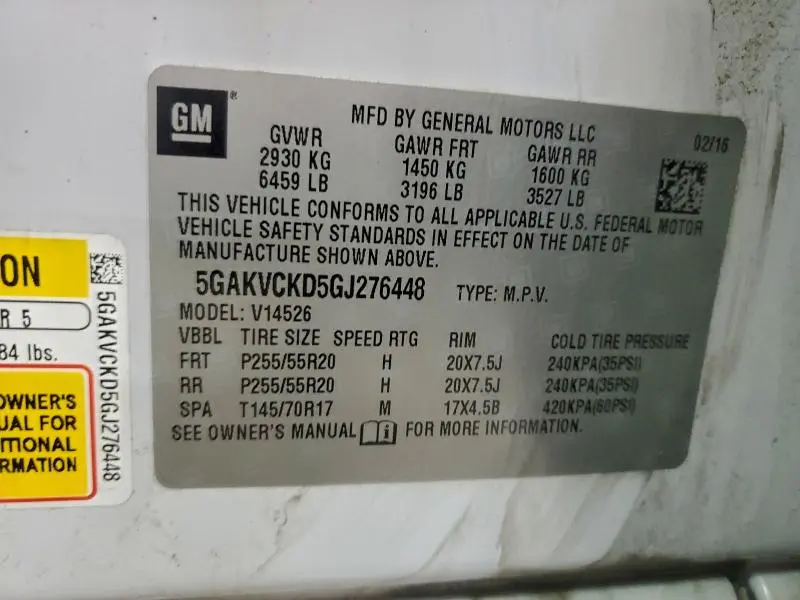 GM®
MFD BY GENERAL MOTORS LLC
02/16
GVWR GAWR FRT GAWR RR
2930 KG 1450 KG 1600 KG
6459 LB 3196 LB 3527 LB
THIS VEHICLE CONFORMS TO ALL APPLICABLE U.S. FEDERAL MOTOR
VEHICLE SAFETY STANDARDS IN EFFECT ON THE DATE OF
MANUFACTURE SHOWN ABOVE.
5GAKVCKD5GJ276448 TYPE: M.P.V.
MODEL: V14526
VBBL TIRE SIZE SPEED RTG RIM COLD TIRE PRESSURE
FRT P255/55R20 H 20X7.5J 240KPA(35PSI)
RR P255/55R20 H 20X7.5J 240KPA(35PSI)
SPA T145/70R17 M 17X4.5B 420KPA(60PSI)
SEE OWNER'S MANUAL i FOR MORE INFORMATION.
ON
R 5
84 lbs.
OWNER'S
UAL FOR
ITIONAL
RMATION
5GAKVCKD5GJ276448